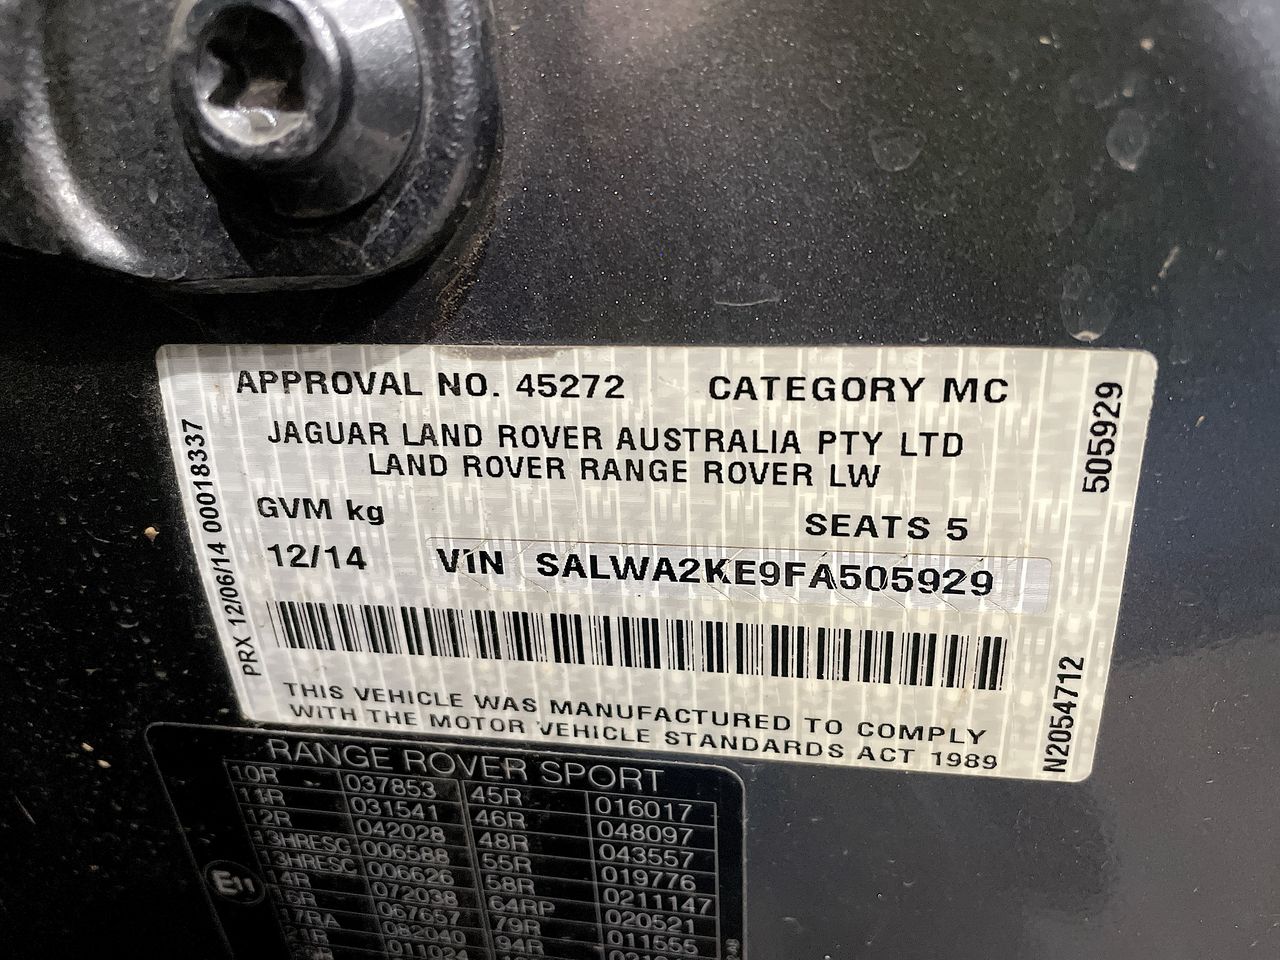 APPROVAL NO. 45272 CATEGORY MC
JAGUAR LAND ROVER AUSTRALIA PTY LTD
LAND ROVER RANGE ROVER LW
GVM kg SEATS 5
12/14 VIN SALWA2KE9FA505929
THIS VEHICLE WAS MANUFACTURED TO COMPLY
WITH THE MOTOR VEHICLE STANDARDS ACT 1989
PRX 12/06/14 00018337
505929
N2054712
RANGE ROVER SPORT
10R 037853 45R 016017
11R 031541 46R 048097
12R 042028 48R 043557
13HRESC 006588 55R 019776
13HRESC 006626 58R 0211147
14R 072038 64RP 020521
067657 79R 011555
17RA 082040 94R
011024
E11